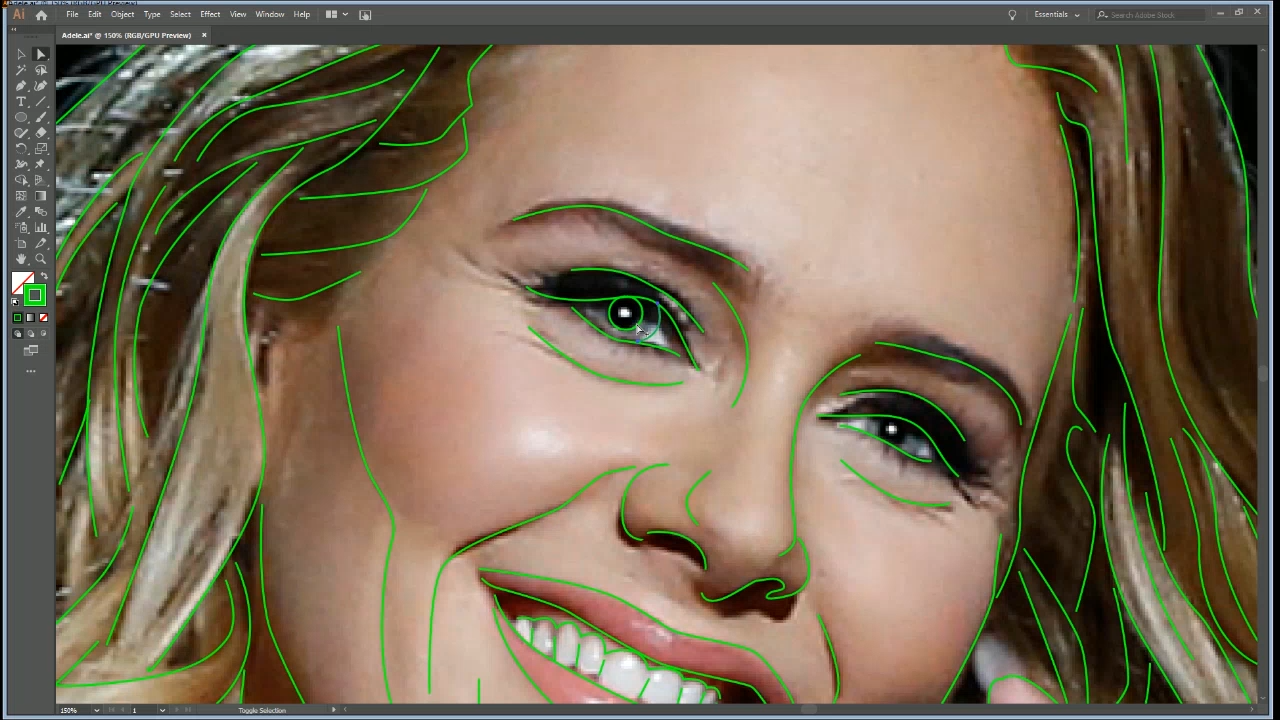 Ai File Edit Object Type Select Effect View Window Help Essentials Search Adobe Stock
Adele.ai* @ 150% (RGB/GPU Preview) ×
150% 1 Toggle Selection